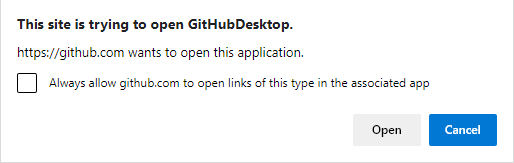 This site is trying to open GitHubDesktop.
https://github.com wants to open this application.
Always allow github.com to open links of this type in the associated app
Open
Cancel